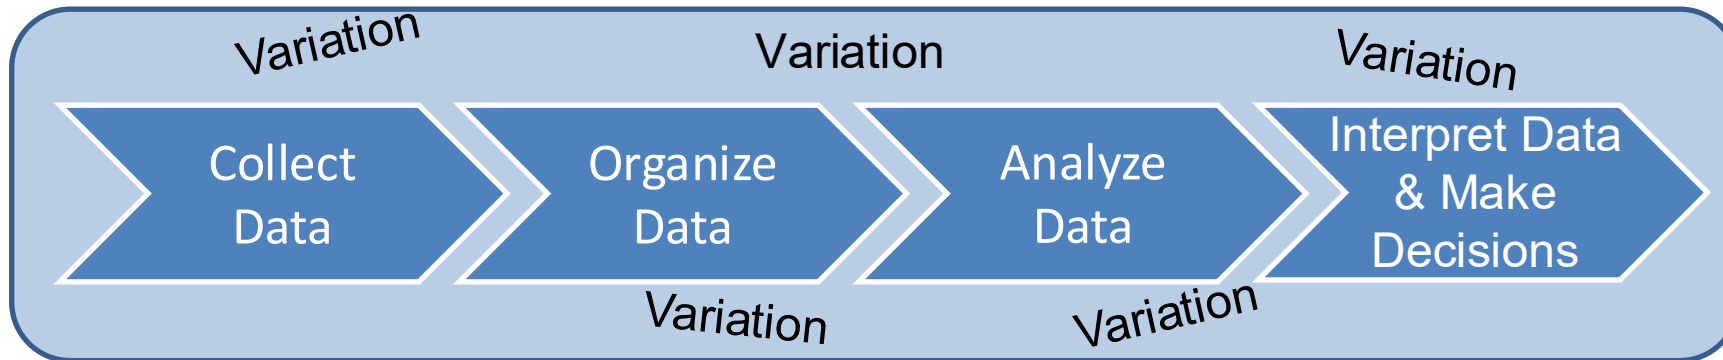 Variation
Variation
Variation
Collect
Data
Organize
Data
Analyze
Data
Interpret Data
& Make
Decisions
Variation
Variation